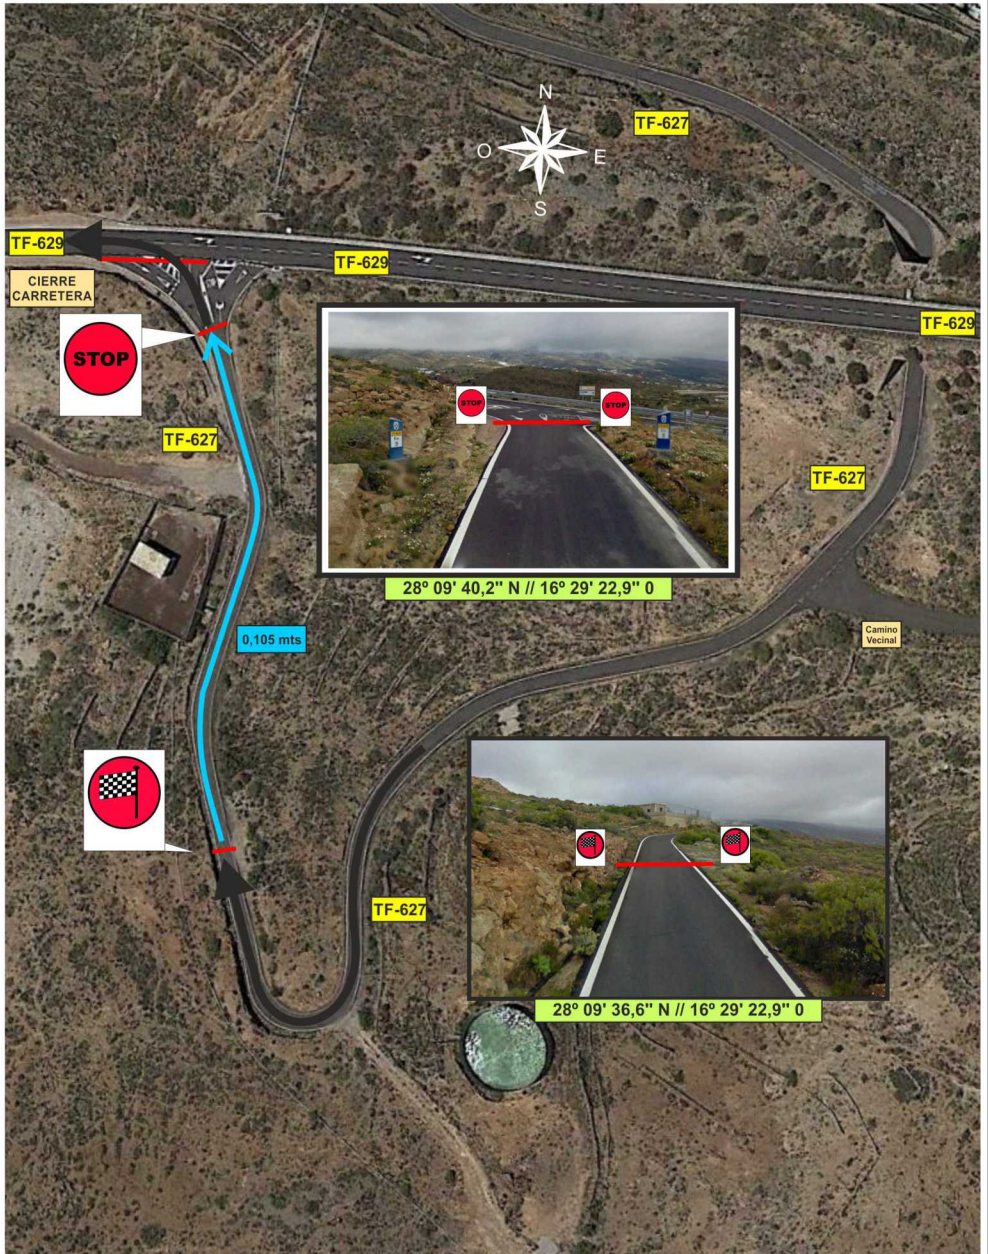 N
TF-627
O
E
S
TF-629
TF-629
CIERRE
CARRETERA
TF-629
STOP
STOP
STOP
TF-627
TF-627
28º 09' 40,2'' N // 16º 29' 22,9'' 0
0,105 mts
Camino
Vecinal
TF-627
28º 09' 36,6'' N // 16º 29' 22,9'' 0